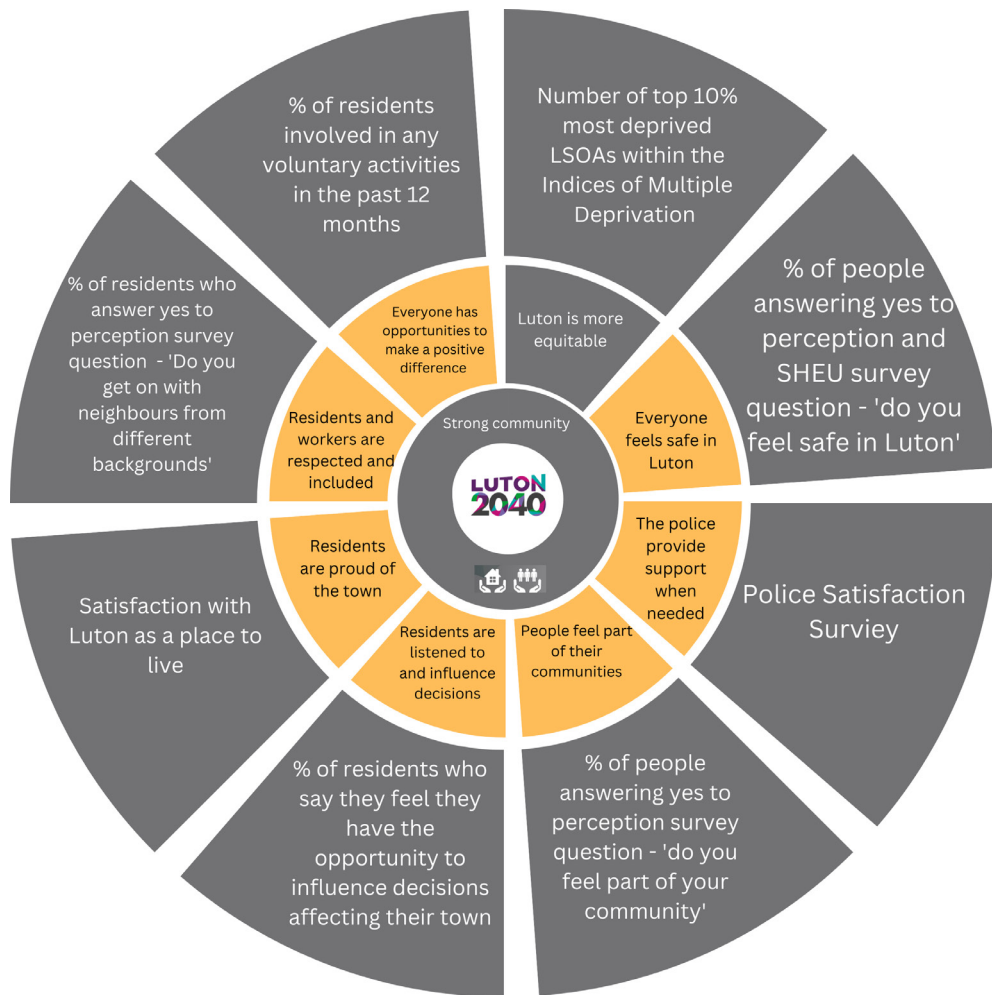 Number of top 10%
most deprived
LSOAs within the
Indices of Multiple
Deprivation
% of people
answering yes to
perception and
SHEU survey
question - 'do you
feel safe in Luton'
Police Satisfaction
Surviey
% of people
answering yes to
perception survey
question - 'do you
feel part of your
community'
% of residents who
say they feel they
have the
opportunity to
influence decisions
affecting their town
Satisfaction with
Luton as a place to
live
% of residents who
answer yes to
perception survey
question - 'Do you
get on with
neighbours from
different
backgrounds'
% of residents
involved in any
voluntary activities
in the past 12
months
Luton is more
equitable
Everyone
feels safe in
Luton
The police
provide
support
when
needed
People feel part
of their
communities
Residents are
listened to
and influence
decisions
Residents
are proud of
the town
Residents and
workers are
respected and
included
Everyone has
opportunities to
make a positive
difference
Strong community
LUTON
2040